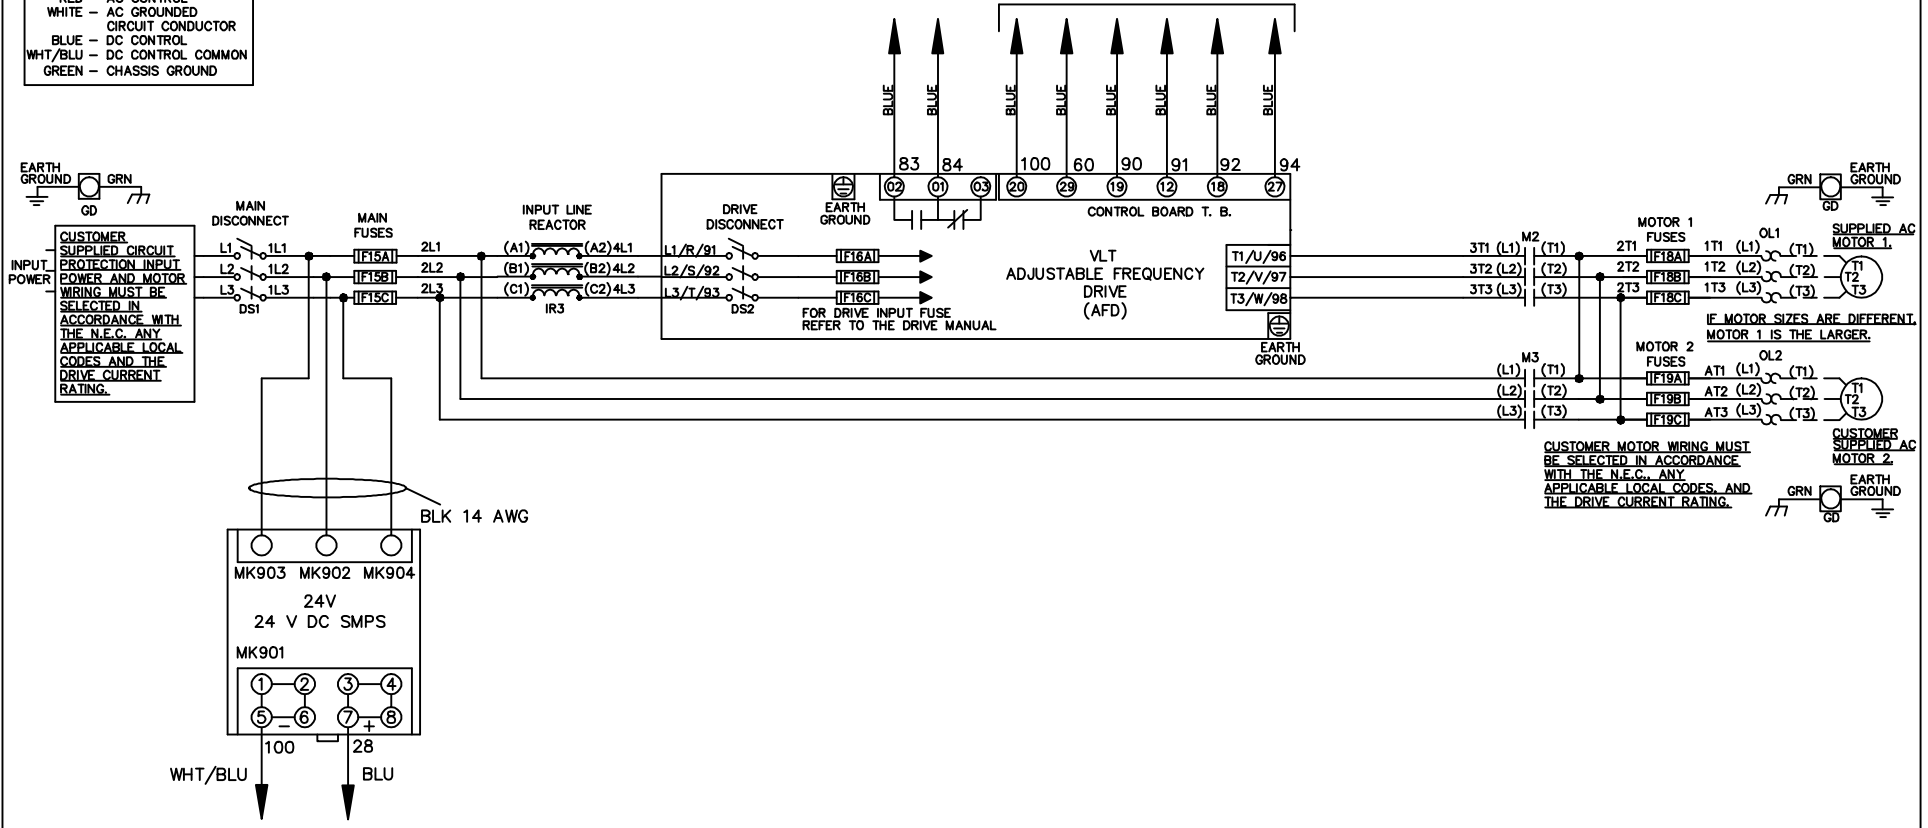 WHITE – AC GROUNDED
CIRCUIT CONDUCTOR
BLUE – DC CONTROL
WHT/BLU – DC CONTROL COMMON
GREEN – CHASSIS GROUND
BLUE
BLUE
BLUE
BLUE
BLUE
BLUE
BLUE
BLUE
83
84
100
60
90
91
92
94
02
01
03
20
29
19
12
18
27
EARTH
GROUND
CONTROL BOARD T. B.
EARTH
GROUND
GRN
GD
CUSTOMER
SUPPLIED CIRCUIT
PROTECTION INPUT
POWER AND MOTOR
WIRING MUST BE
SELECTED IN
ACCORDANCE WITH
THE N.E.C. ANY
APPLICABLE LOCAL
CODES AND THE
DRIVE CURRENT
RATING.
INPUT
POWER
MAIN
DISCONNECT
L1 1L1
L2 1L2
L3 1L3
DS1
MAIN
FUSES
F15A
F15B
F15C
2L1
2L2
2L3
INPUT LINE
REACTOR
(A1) (A2) 4L1
(B1) (B2) 4L2
(C1) (C2) 4L3
IR3
DRIVE
DISCONNECT
L1/R/91
L2/S/92
L3/T/93
DS2
F16A
F16B
F16C
FOR DRIVE INPUT FUSE
REFER TO THE DRIVE MANUAL
VLT
ADJUSTABLE FREQUENCY
DRIVE
(AFD)
T1/U/96
T2/V/97
T3/W/98
EARTH
GROUND
M2
3T1 (L1) (T1)
3T2 (L2) (T2)
3T3 (L3) (T3)
MOTOR 1
FUSES
2T1 F18A 1T1 (L1)
2T2 F18B 1T2 (L2)
2T3 F18C 1T3 (L3)
OL1
(T1)
(T2)
(T3)
GRN
GD
EARTH
GROUND
SUPPLIED AC
MOTOR 1.
T1
T2
T3
IF MOTOR SIZES ARE DIFFERENT,
MOTOR 1 IS THE LARGER.
M3
(L1) (T1)
(L2) (T2)
(L3) (T3)
MOTOR 2
FUSES
F19A AT1 (L1)
F19B AT2 (L2)
F19C AT3 (L3)
OL2
(T1)
(T2)
(T3)
T1
T2
T3
CUSTOMER
SUPPLIED AC
MOTOR 2.
CUSTOMER MOTOR WIRING MUST
BE SELECTED IN ACCORDANCE
WITH THE N.E.C., ANY
APPLICABLE LOCAL CODES, AND
THE DRIVE CURRENT RATING.
GRN
GD
EARTH
GROUND
BLK 14 AWG
MK903 MK902 MK904
24V
24 V DC SMPS
MK901
1 2 3 4
5 – 6 7 + 8
100
28
WHT/BLU
BLU